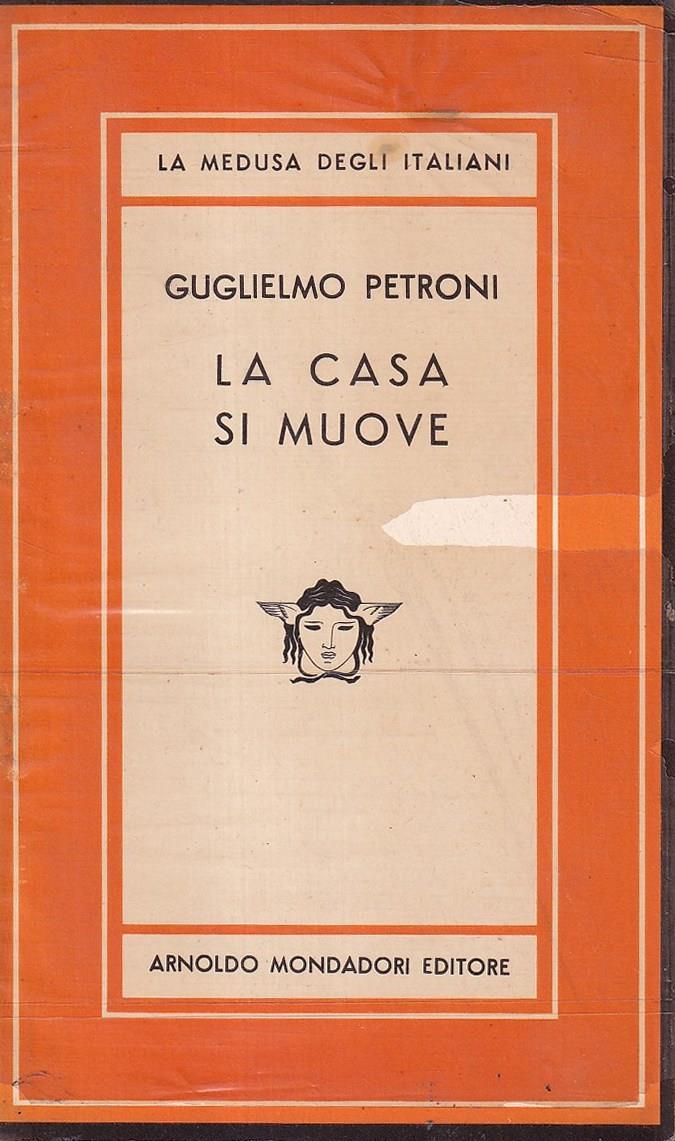 LA MEDUSA DEGLI ITALIANI
GUGLIELMO PETRONI
LA CASA
SI MUOVE
ARNOLDO MONDADORI EDITORE